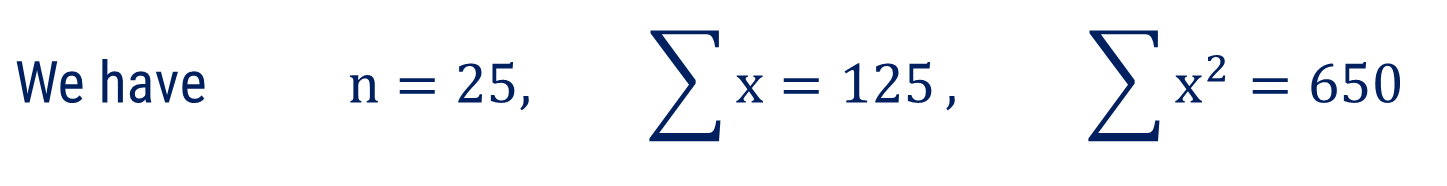 We have n = 25, ∑ x = 125 , ∑ x² = 650